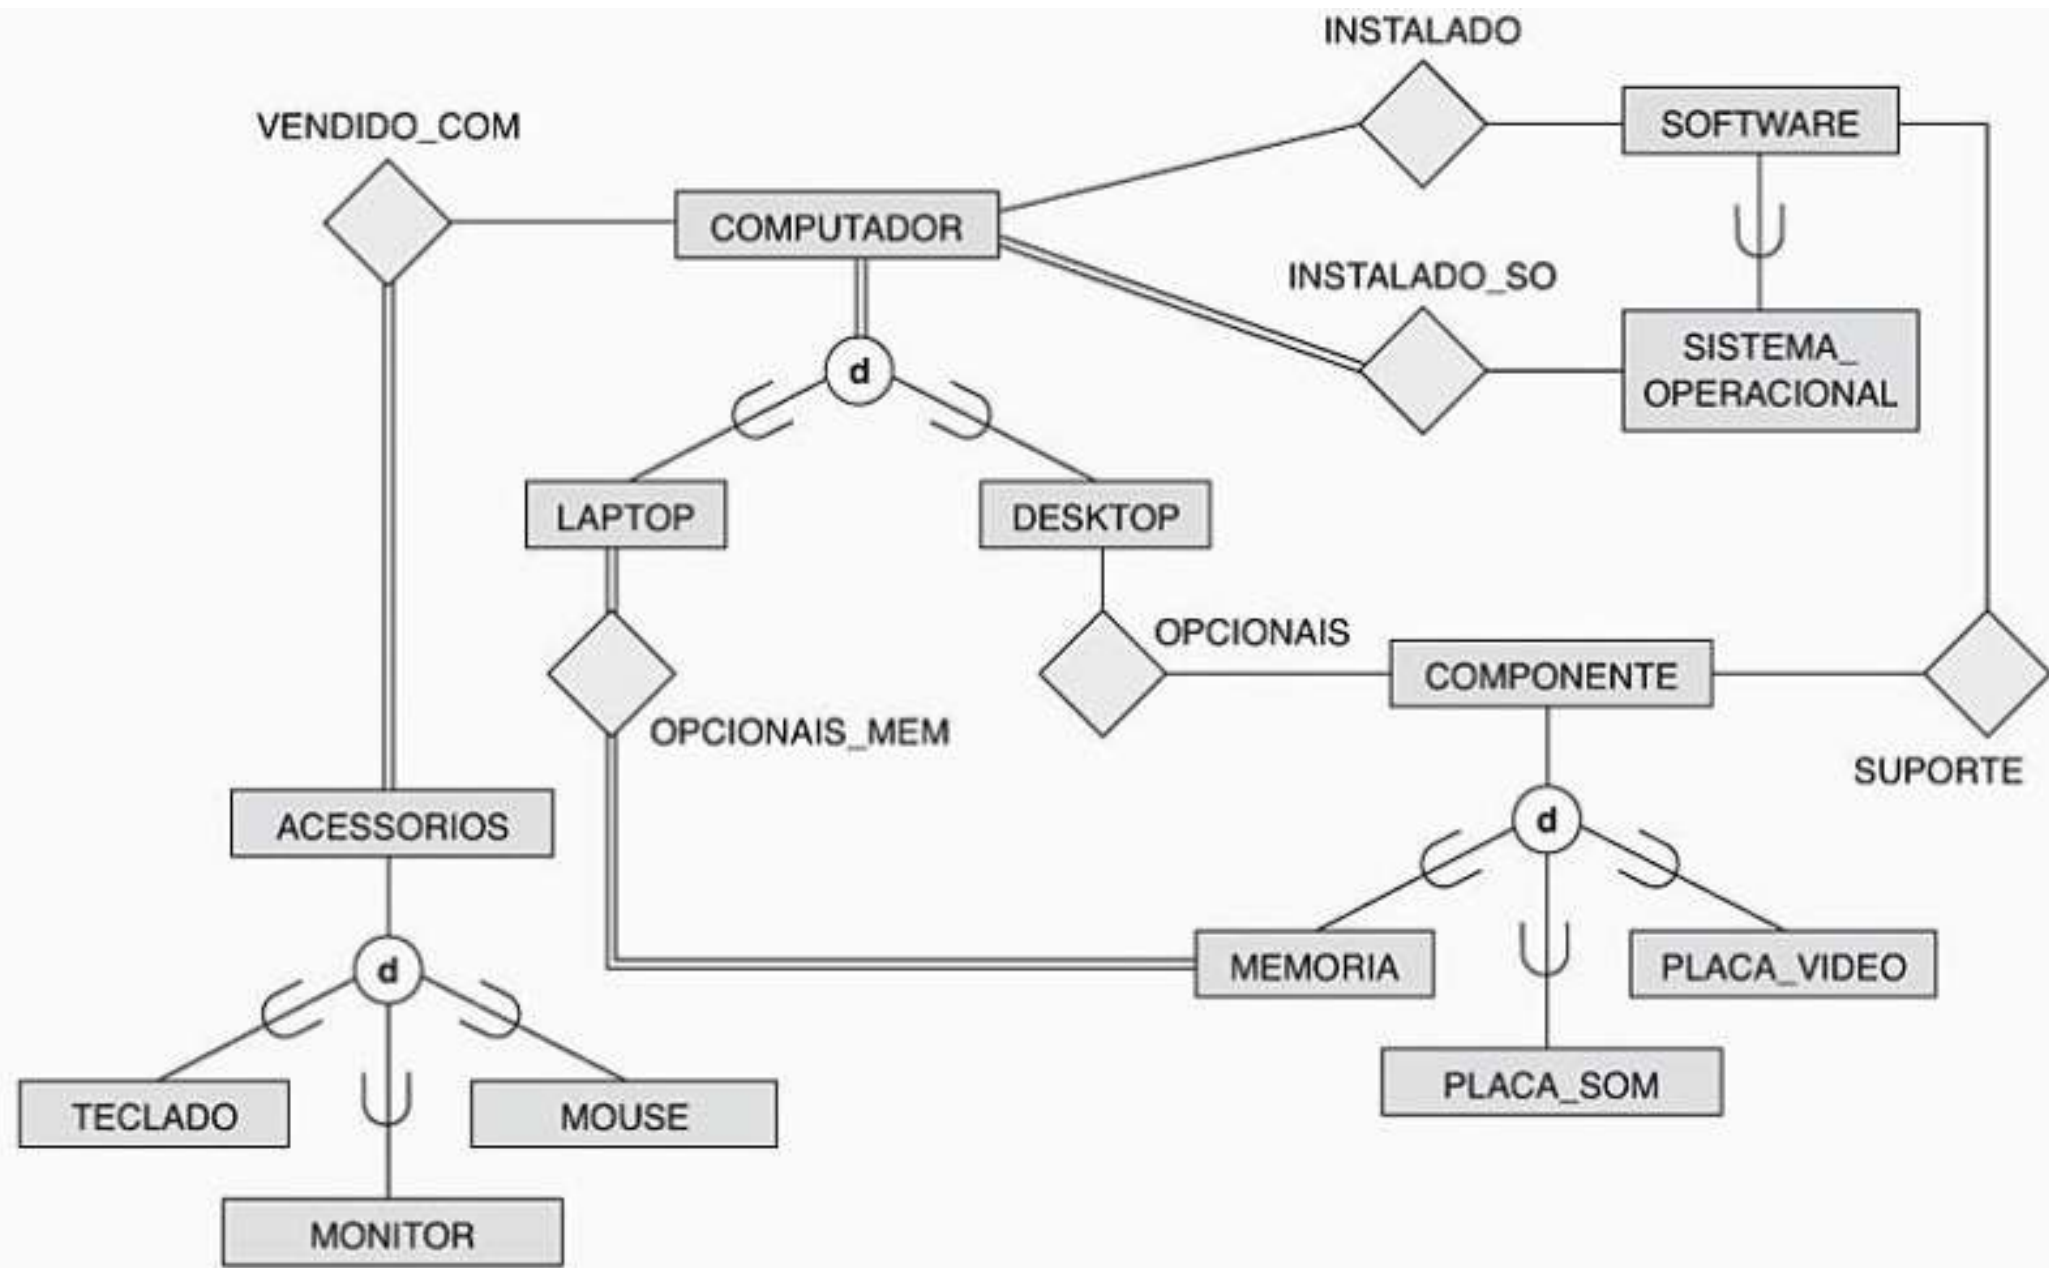 INSTALADO
VENDIDO_COM
SOFTWARE
COMPUTADOR
INSTALADO_SO
SISTEMA_
OPERACIONAL
d
LAPTOP
DESKTOP
OPCIONAIS
COMPONENTE
OPCIONAIS_MEM
SUPORTE
ACESSORIOS
d
MEMORIA
PLACA_VIDEO
d
PLACA_SOM
TECLADO
MOUSE
MONITOR